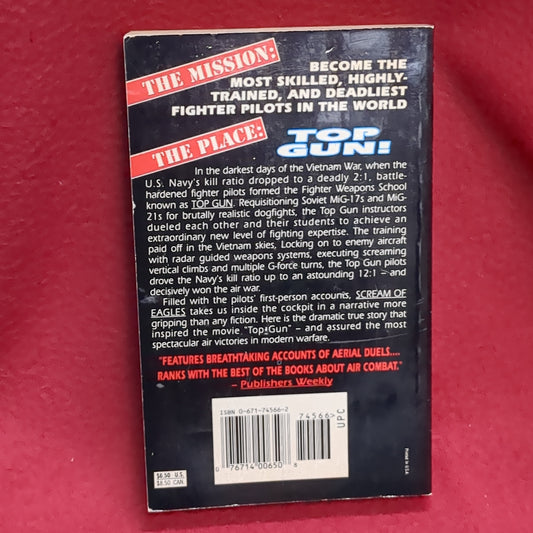 THE MISSION:
BECOME THE
MOST SKILLED, HIGHLY-
TRAINED, AND DEADLIEST
FIGHTER PILOTS IN THE WORLD
THE PLACE:
TOP
GUN!
In the darkest days of the Vietnam War, when the
U.S. Navy's kill ratio dropped to a deadly 2:1, battle-
hardened fighter pilots formed the Fighter Weapons School
known as TOP GUN. Requisitioning Soviet MiG-17s and MiG-
21s for brutally realistic dogfights, the Top Gun instructors
dueled each other and their students to achieve an
extraordinary new level of fighting expertise. The training
paid off in the Vietnam skies, Locking on to enemy aircraft
with radar guided weapons systems, executing screaming
vertical climbs and multiple G-force turns, the Top Gun pilots
drove the Navy's kill ratio up to an astounding 12:1 – and
decisively won the air war.
Filled with the pilots' first-person accounts, SCREAM OF
EAGLES takes us inside the cockpit in a narrative more
gripping than any fiction. Here is the dramatic true story that
inspired the movie "Top Gun" – and assured the most
spectacular air victories in modern warfare.
"FEATURES BREATHTAKING ACCOUNTS OF AERIAL DUELS....
RANKS WITH THE BEST OF THE BOOKS ABOUT AIR COMBAT."
– Publishers Weekly
ISBN 0-671-74566-2
74566>
UPC
0 76714 00650 8
$6.50 U.S.
$8.50 CAN.
Printed in U.S.A.